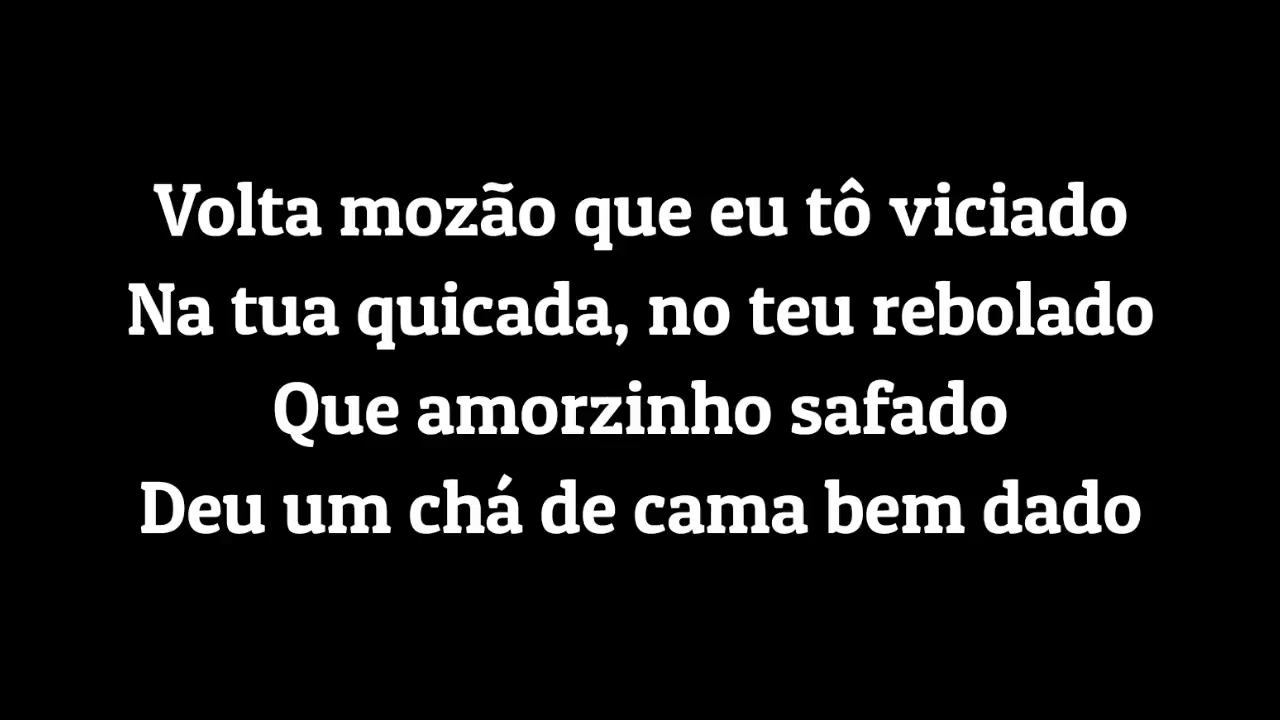 Volta mozão que eu tô viciado
Na tua quicada, no teu rebolado
Que amorzinho safado
Deu um chá de cama bem dado